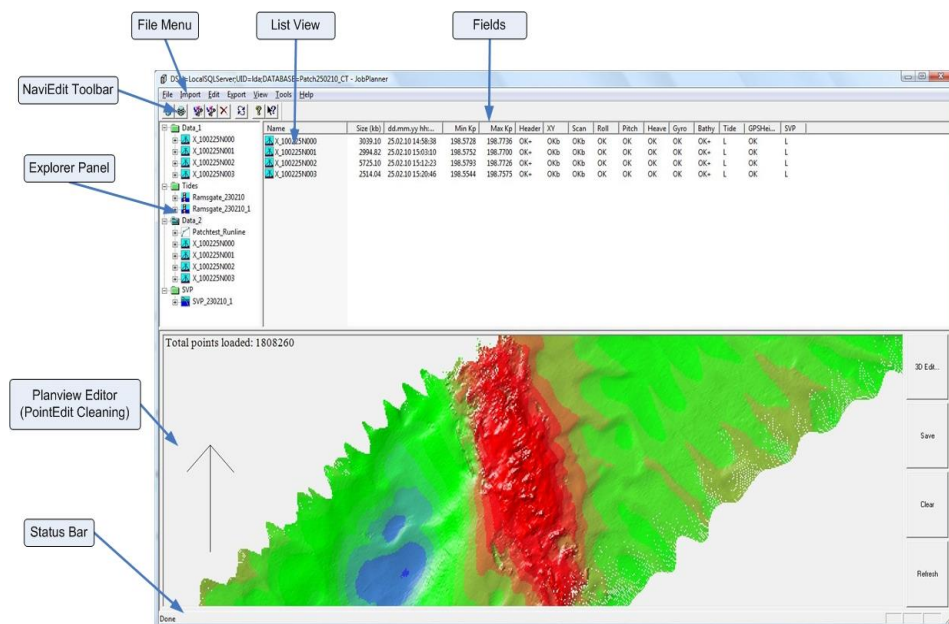 File Menu
List View
Fields
NaviEdit Toolbar
Explorer Panel
Planview Editor
(PointEdit Cleaning)
Status Bar
DSN=LocalSQLServer;UID=lda;DATABASE=Patch250210_CT - JobPlanner
File Import Edit Export View Tools Help
Data_1
X_100225N000
X_100225N001
X_100225N002
X_100225N003
Tides
Ramsgate_230210
Ramsgate_230210_1
Data_2
Patchtest_Runline
X_100225N000
X_100225N001
X_100225N002
X_100225N003
SVP
SVP_230210_1
Name Size (kb) dd.mm.yy hh:... Min Kp Max Kp Header XY Scan Roll Pitch Heave Gyro Bathy Tide GPSHei... SVP
X_100225N000 3039.10 25.02.10 14:58:38 198.5728 198.7736 OK+ OKb OKb OK OK OK OK OK+ L OK L
X_100225N001 2994.82 25.02.10 15:03:10 198.5752 198.7700 OK+ OKb OKb OK OK OK OK OK+ L OK L
X_100225N002 5725.10 25.02.10 15:12:23 198.5793 198.7726 OK+ OKb OKb OK OK OK OK OK+ L OK L
X_100225N003 2514.04 25.02.10 15:20:46 198.5544 198.7575 OK+ OKb OKb OK OK OK OK OK+ L OK L
Total points loaded: 1808260
3D Edit...
Save
Clear
Refresh
Done